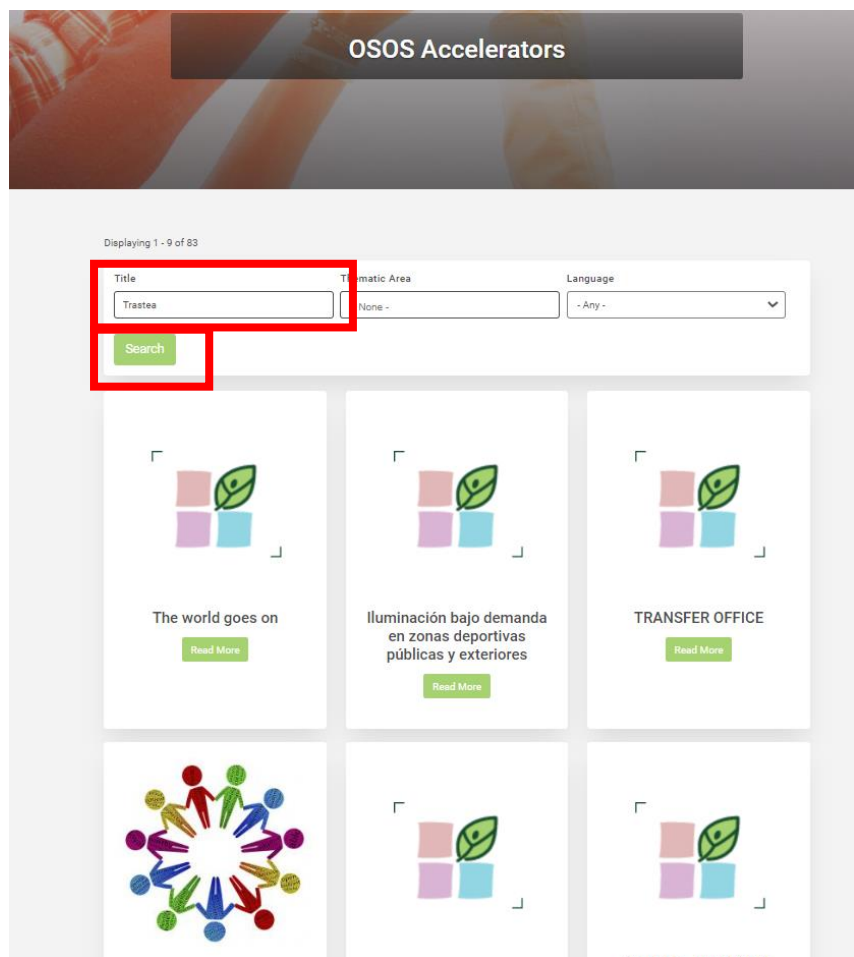 OSOS Accelerators
Displaying 1 - 9 of 83
Title
Thematic Area
Language
Trastea
None -
- Any -
Search
The world goes on
Read More
Iluminación bajo demanda
en zonas deportivas
públicas y exteriores
Read More
TRANSFER OFFICE
Read More